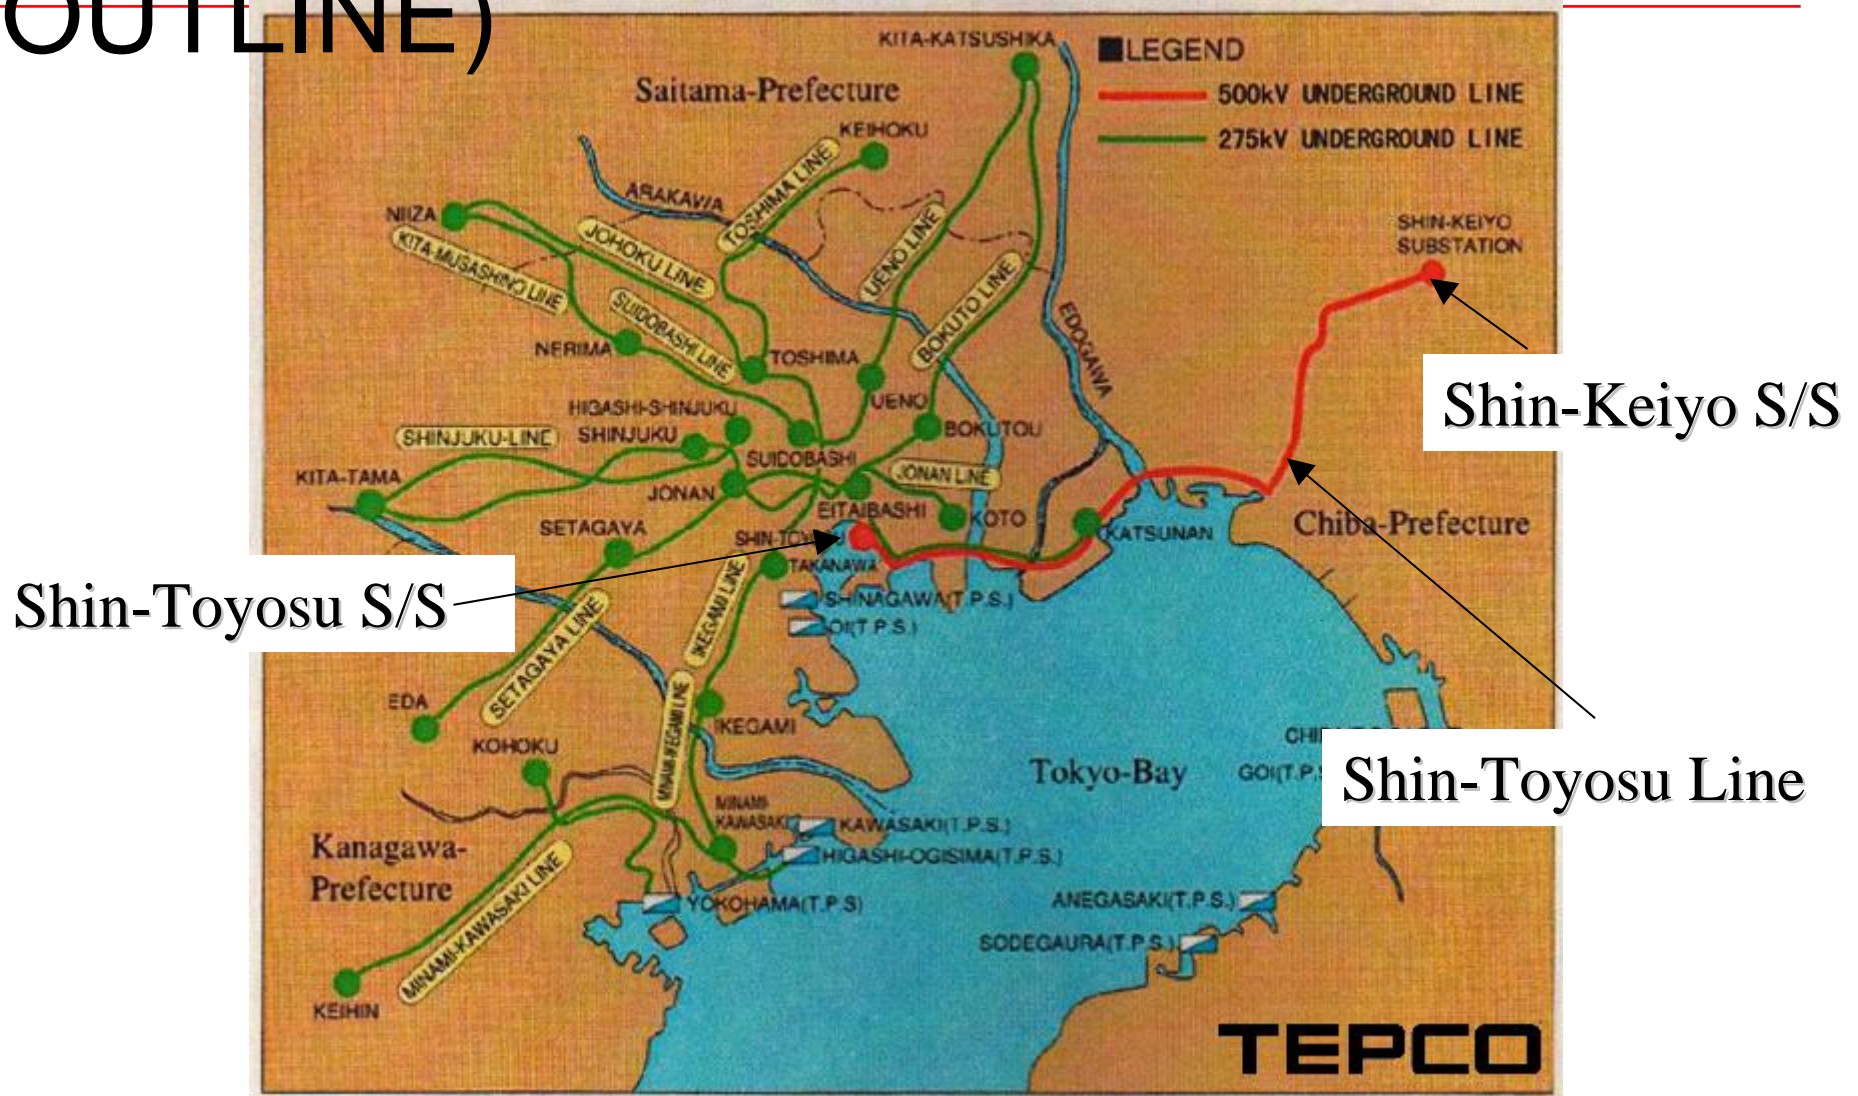 OUTLINE)
KITA-KATSUSHIKA
LEGEND
500kV UNDERGROUND LINE
275kV UNDERGROUND LINE
Saitama-Prefecture
KEIHOKU
ARAKAWA
TOSHIMA LINE
NIIZA
KITA-MUSASHINO LINE
JOHOKU LINE
UENO LINE
SHIN-KEIYO
SUBSTATION
SUIDOBASHI LINE
BOKUTO LINE
EDOGAWA
NERIMA
TOSHIMA
Shin-Keiyo S/S
HIGASHI-SHINJUKU
UENO
SHINJUKU-LINE
SHINJUKU
BOKUTOU
SUIDOBASHI
KITA-TAMA
JONAN
JONAN LINE
EITAIBASHI
KOTO
SETAGAYA
KATSUNAN
Chiba-Prefecture
TAKANAWA
Shin-Toyosu S/S
SHINAGAWA(T.P.S.)
OI(T.P.S.)
IKEGAMI LINE
SETAGAYA LINE
EDA
MINAMI-IKEGAMI LINE
IKEGAMI
KOHOKU
Tokyo-Bay
Shin-Toyosu Line
MINAMI-
KAWASAKI
KAWASAKI(T.P.S.)
HIGASHI-OGISIMA(T.P.S.)
Kanagawa-
Prefecture
MINAMI-KAWASAKI LINE
YOKOHAMA(T.P.S)
ANEGASAKI(T.P.S.)
SODEGAURA(T.P.S.)
KEIHIN
TEPCO